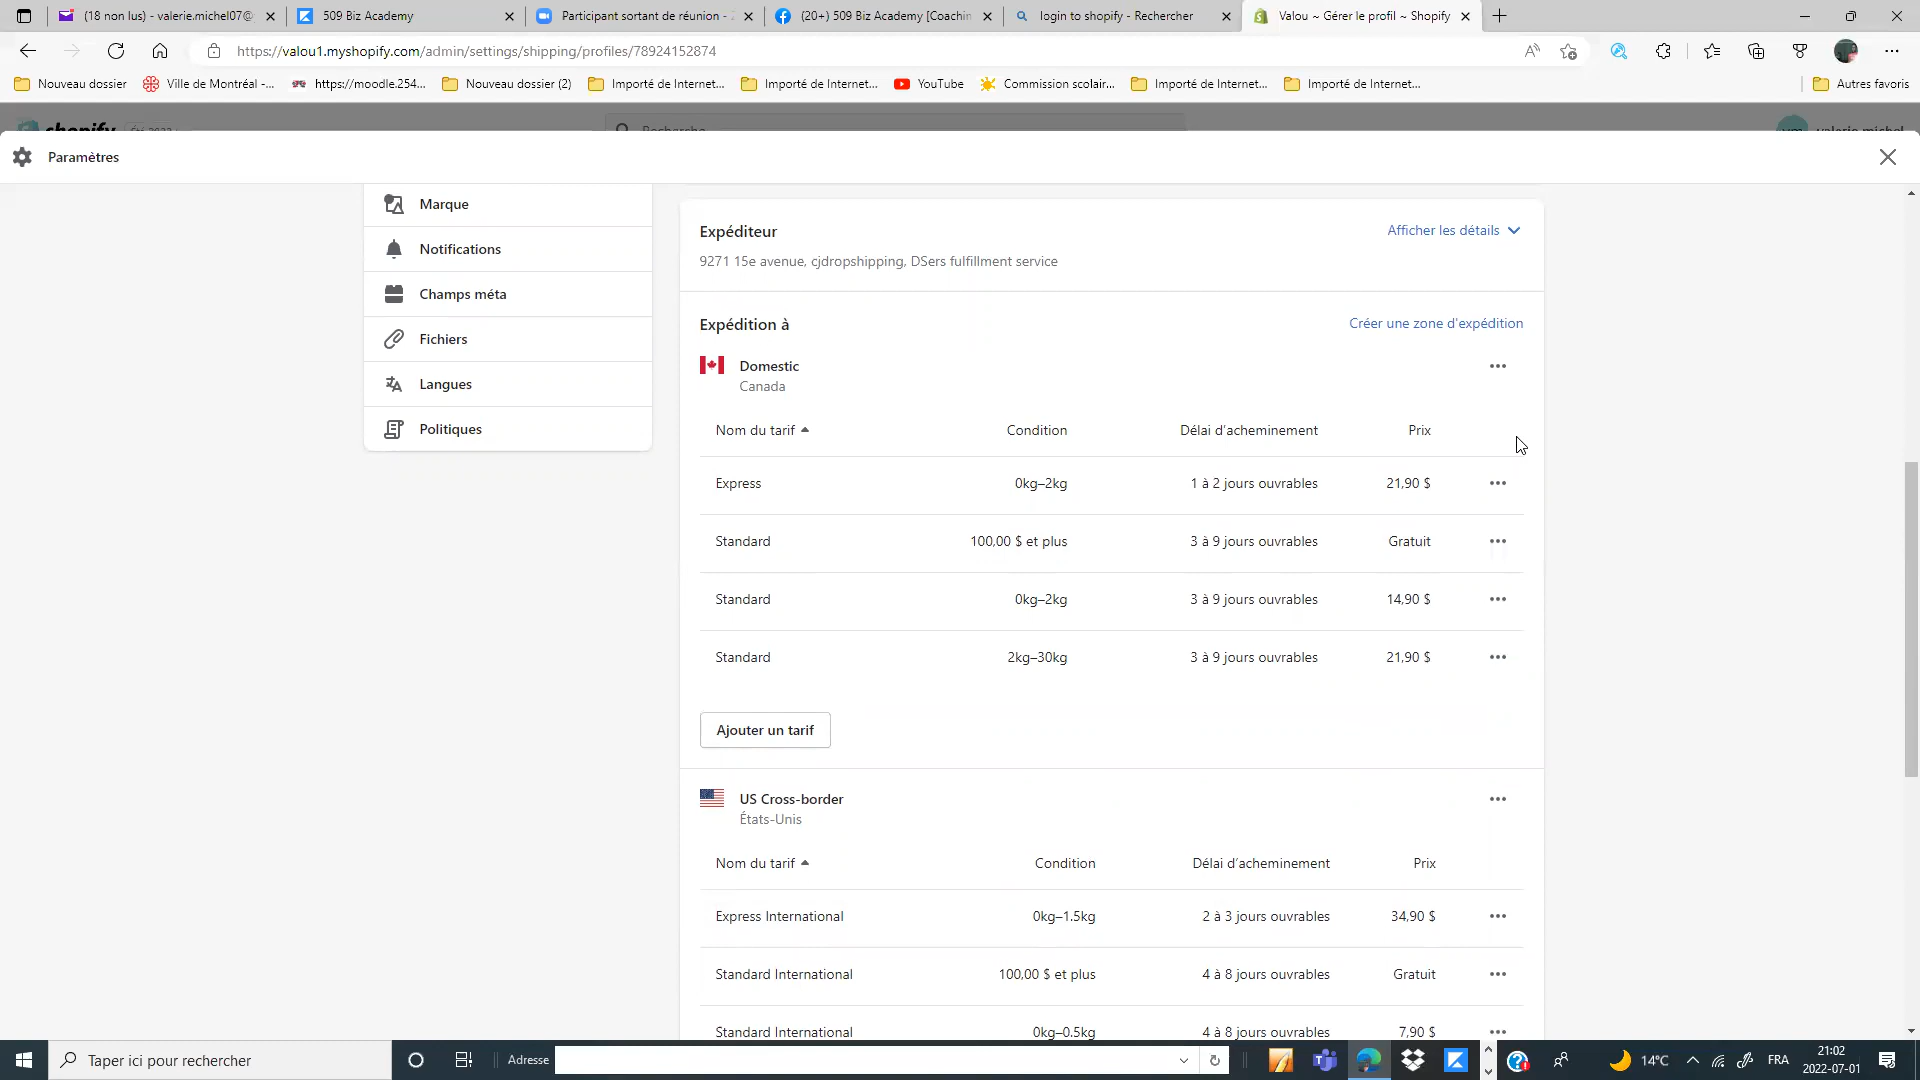 (18 non lus) - valerie.michel07@
509 Biz Academy
Participant sortant de réunion -
(20+) 509 Biz Academy [Coachin
login to shopify - Rechercher
Valou ~ Gérer le profil ~ Shopify
https://valou1.myshopify.com/admin/settings/shipping/profiles/78924152874
Nouveau dossier
Ville de Montréal -...
https://moodle.254...
Nouveau dossier (2)
Importé de Internet...
Importé de Internet...
YouTube
Commission scolair...
Importé de Internet...
Importé de Internet...
Autres favoris
shopify
Recherche
valerie michel
Paramètres
Marque
Notifications
Champs méta
Fichiers
Langues
Politiques
Expéditeur
Afficher les détails
9271 15e avenue, cjdropshipping, DSers fulfillment service
Expédition à
Créer une zone d'expédition
Domestic
Canada
Nom du tarif Condition Délai d'acheminement Prix
Express 0kg–2kg 1 à 2 jours ouvrables 21,90 $
Standard 100,00 $ et plus 3 à 9 jours ouvrables Gratuit
Standard 0kg–2kg 3 à 9 jours ouvrables 14,90 $
Standard 2kg–30kg 3 à 9 jours ouvrables 21,90 $
Ajouter un tarif
US Cross-border
États-Unis
Nom du tarif Condition Délai d'acheminement Prix
Express International 0kg–1.5kg 2 à 3 jours ouvrables 34,90 $
Standard International 100,00 $ et plus 4 à 8 jours ouvrables Gratuit
Standard International 0kg–0.5kg 4 à 8 jours ouvrables 7,90 $
Taper ici pour rechercher
Adresse
14°C
FRA
21:02
2022-07-01